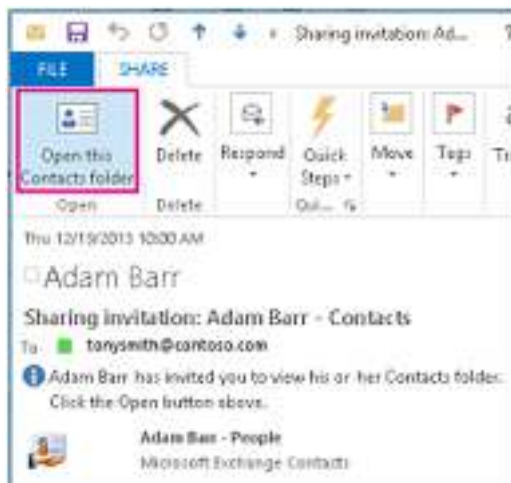 Sharing invitation: Ad...
FILE SHARE
Open this Contacts folder
Delete
Respond
Quick Steps
Move
Tags
Open
Delete
Qui...
Thu 12/19/2013 10:00 AM
Adam Barr
Sharing invitation: Adam Barr - Contacts
To tonysmith@contoso.com
Adam Barr has invited you to view his or her Contacts folder.
Click the Open button above.
Adam Barr - People
Microsoft Exchange Contacts